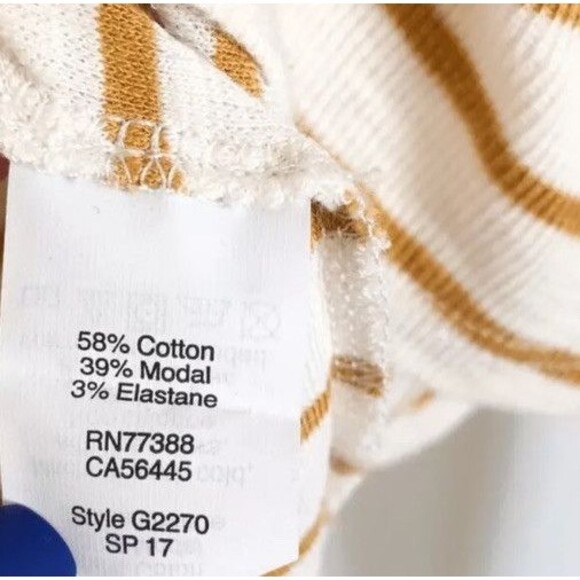 58% Cotton
39% Modal
3% Elastane
RN77388
CA56445
Style G2270
SP 17